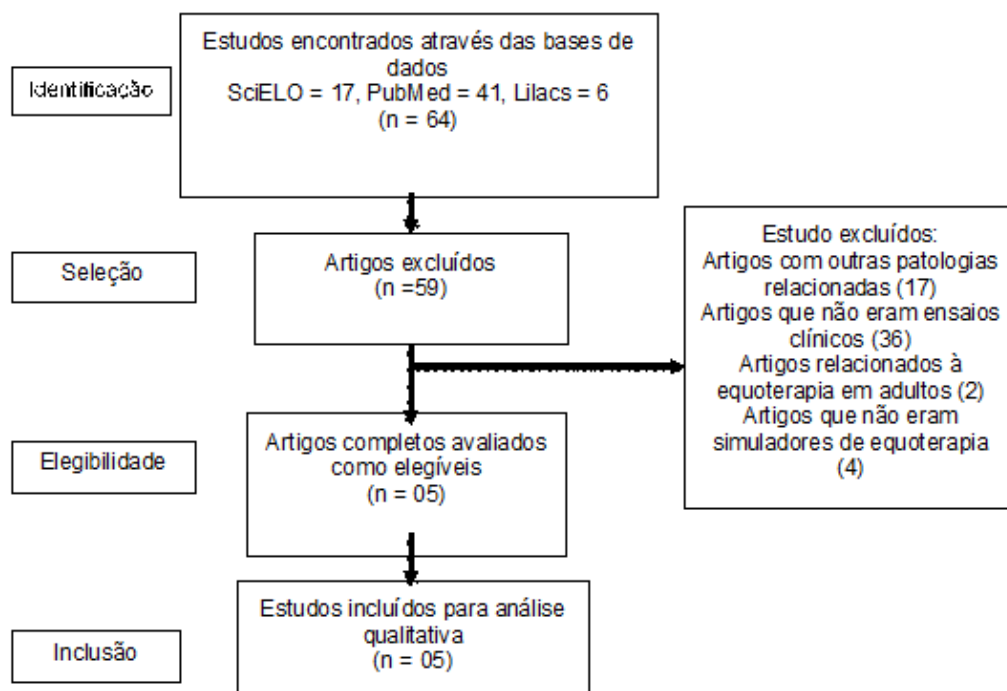 Identificação
Estudos encontrados através das bases de
dados
SciELO = 17, PubMed = 41, Lilacs = 6
(n = 64)
Seleção
Artigos excluídos
(n =59)
Estudo excluídos:
Artigos com outras patologias
relacionadas (17)
Artigos que não eram ensaios
clínicos (36)
Artigos relacionados à
equoterapia em adultos (2)
Artigos que não eram
simuladores de equoterapia
(4)
Elegibilidade
Artigos completos avaliados
como elegíveis
(n = 05)
Inclusão
Estudos incluídos para análise
qualitativa
(n = 05)